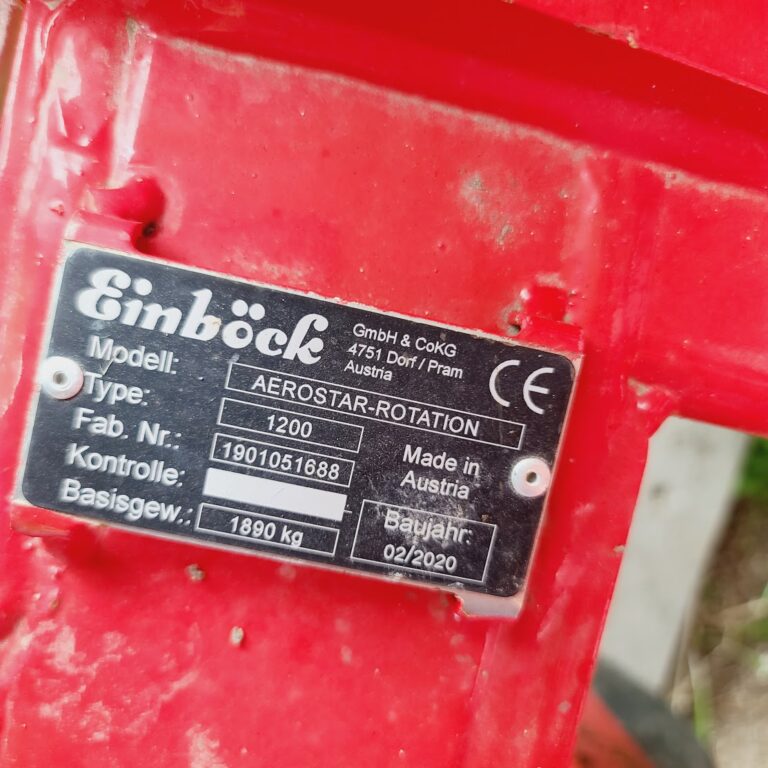 Einböck
GmbH & CoKG
4751 Dorf / Pram
Austria
CE
Modell: AEROSTAR-ROTATION
Type: 1200
Fab. Nr.: 1901051688
Made in
Austria
Kontrolle:
Basisgew.: 1890 kg
Baujahr:
02/2020